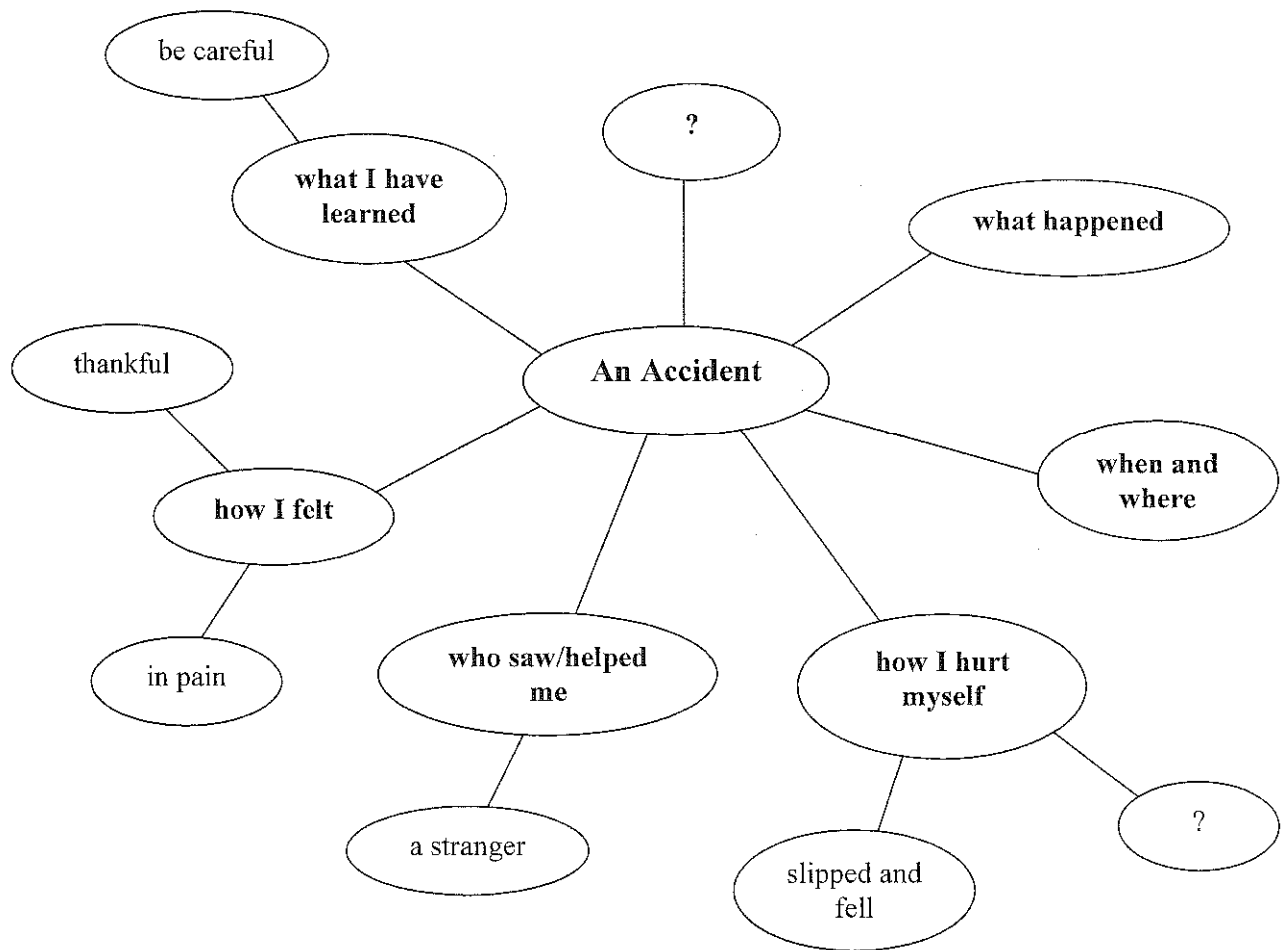 be careful
?
what I have
learned
what happened
thankful
An Accident
when and
where
how I felt
in pain
who saw/helped
me
how I hurt
myself
a stranger
slipped and
fell
?